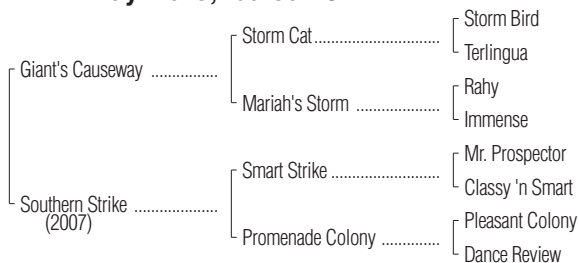 Storm Bird
Storm Cat
Terlingua
Giant's Causeway
Rahy
Mariah's Storm
Immense
Mr. Prospector
Smart Strike
Classy 'n Smart
Southern Strike
(2007)
Pleasant Colony
Promenade Colony
Dance Review